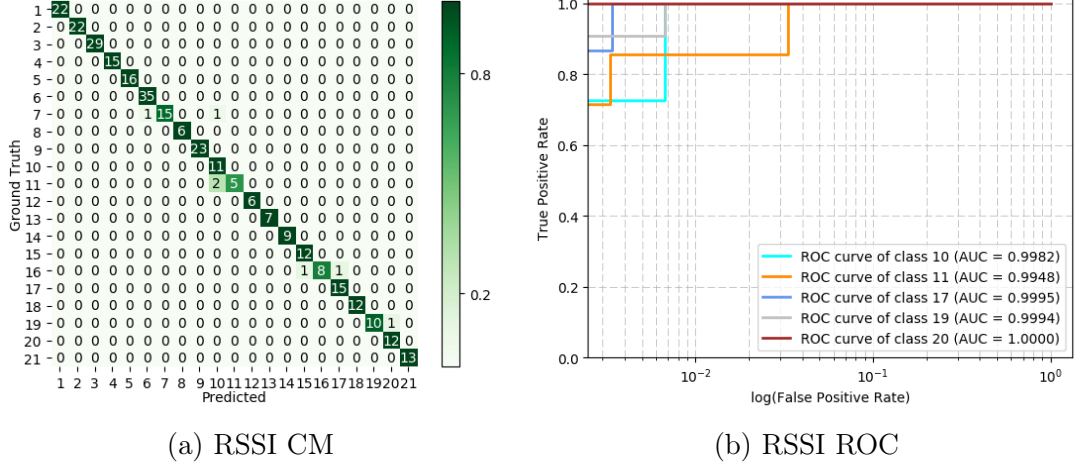 1 22 0 0 0 0 0 0 0 0 0 0 0 0 0 0 0 0 0 0 0 0
2 0 22 0 0 0 0 0 0 0 0 0 0 0 0 0 0 0 0 0 0 0
3 0 0 29 0 0 0 0 0 0 0 0 0 0 0 0 0 0 0 0 0 0
4 0 0 0 15 0 0 0 0 0 0 0 0 0 0 0 0 0 0 0 0 0
5 0 0 0 0 16 0 0 0 0 0 0 0 0 0 0 0 0 0 0 0 0
6 0 0 0 0 0 35 0 0 0 0 0 0 0 0 0 0 0 0 0 0 0
7 0 0 0 0 0 1 15 0 0 1 0 0 0 0 0 0 0 0 0 0 0
8 0 0 0 0 0 0 0 6 0 0 0 0 0 0 0 0 0 0 0 0 0
9 0 0 0 0 0 0 0 0 23 0 0 0 0 0 0 0 0 0 0 0 0
10 0 0 0 0 0 0 0 0 0 11 0 0 0 0 0 0 0 0 0 0 0
11 0 0 0 0 0 0 0 0 0 2 5 0 0 0 0 0 0 0 0 0 0
12 0 0 0 0 0 0 0 0 0 0 0 6 0 0 0 0 0 0 0 0 0
13 0 0 0 0 0 0 0 0 0 0 0 0 7 0 0 0 0 0 0 0 0
14 0 0 0 0 0 0 0 0 0 0 0 0 0 9 0 0 0 0 0 0 0
15 0 0 0 0 0 0 0 0 0 0 0 0 0 0 12 0 0 0 0 0 0
16 0 0 0 0 0 0 0 0 0 0 0 0 0 0 1 8 1 0 0 0 0
17 0 0 0 0 0 0 0 0 0 0 0 0 0 0 0 0 15 0 0 0 0
18 0 0 0 0 0 0 0 0 0 0 0 0 0 0 0 0 0 12 0 0 0
19 0 0 0 0 0 0 0 0 0 0 0 0 0 0 0 0 0 0 10 1 0
20 0 0 0 0 0 0 0 0 0 0 0 0 0 0 0 0 0 0 0 12 0
21 0 0 0 0 0 0 0 0 0 0 0 0 0 0 0 0 0 0 0 0 13
1 2 3 4 5 6 7 8 9 10 11 12 13 14 15 16 17 18 19 20 21
Predicted
Ground Truth
0.8
0.2
(a) RSSI CM
1.0
0.8
0.6
0.4
0.2
0.0
True Positive Rate
ROC curve of class 10 (AUC = 0.9982)
ROC curve of class 11 (AUC = 0.9948)
ROC curve of class 17 (AUC = 0.9995)
ROC curve of class 19 (AUC = 0.9994)
ROC curve of class 20 (AUC = 1.0000)
10⁻² 10⁻¹ 10⁰
log(False Positive Rate)
(b) RSSI ROC